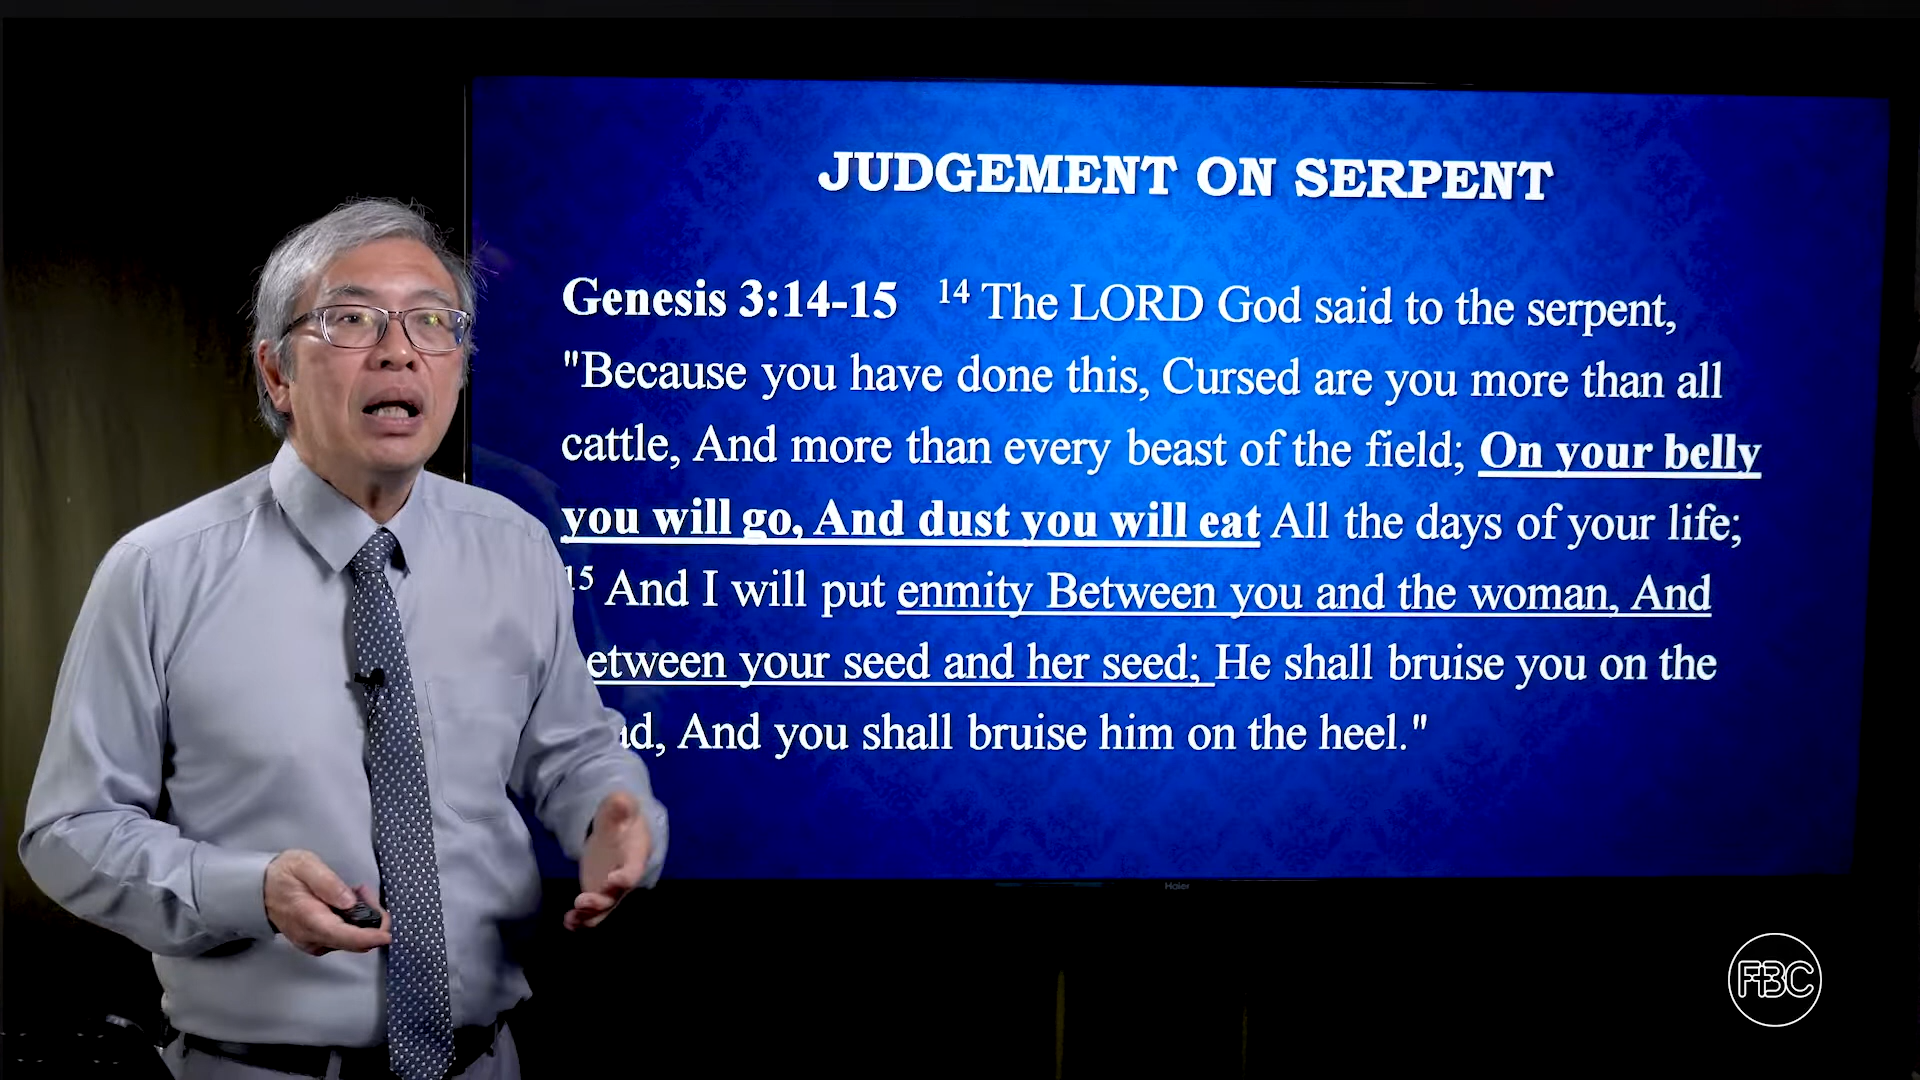 JUDGEMENT ON SERPENT
Genesis 3:14-15 14 The LORD God said to the serpent,
"Because you have done this, Cursed are you more than all
cattle, And more than every beast of the field; On your belly
you will go, And dust you will eat All the days of your life;
15 And I will put enmity Between you and the woman, And
etween your seed and her seed; He shall bruise you on the
ad, And you shall bruise him on the heel."
Haier
FBC